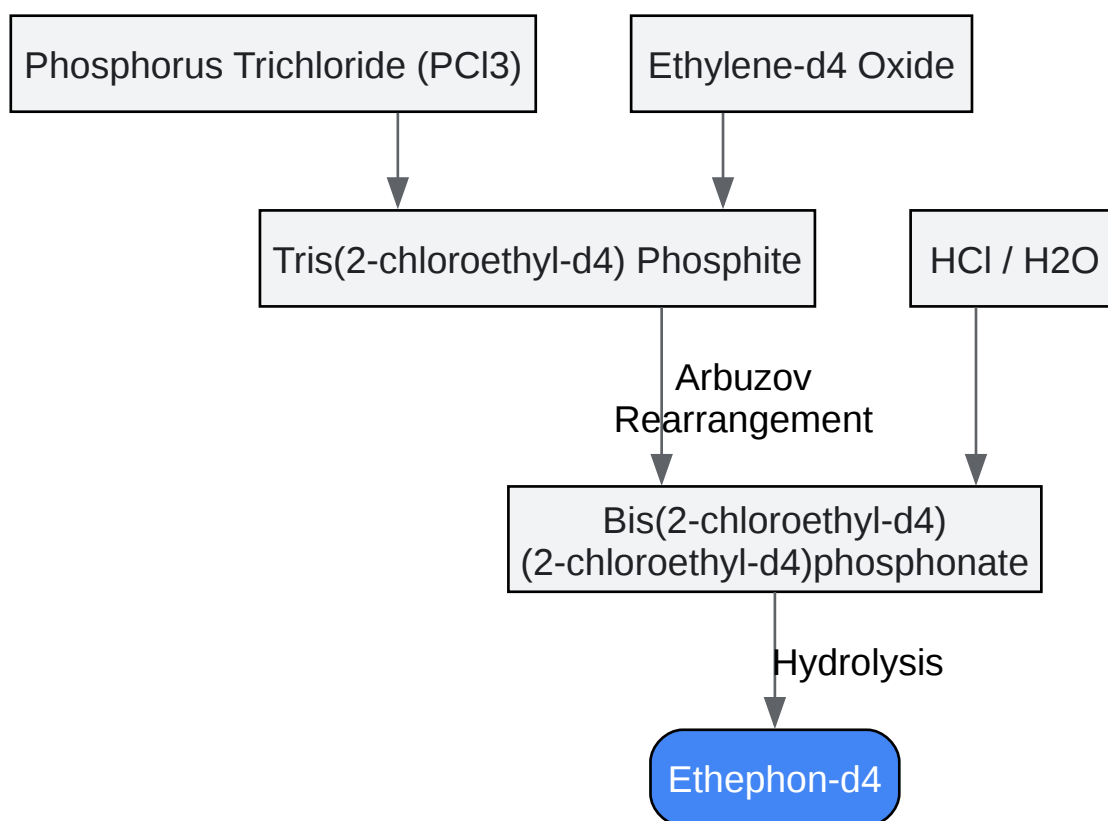 Phosphorus Trichloride (PCl3)
Ethylene-d4 Oxide
Tris(2-chloroethyl-d4) Phosphite
HCl / H2O
Arbuzov
Rearrangement
Bis(2-chloroethyl-d4)
(2-chloroethyl-d4)phosphonate
Hydrolysis
Ethephon-d4